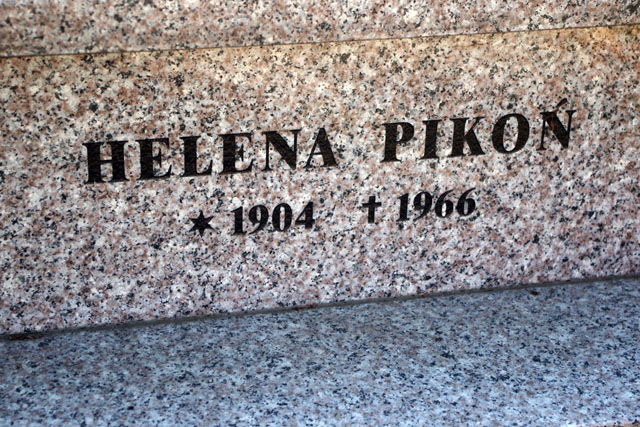 HELENA PIKOŃ
* 1904 ✝ 1966